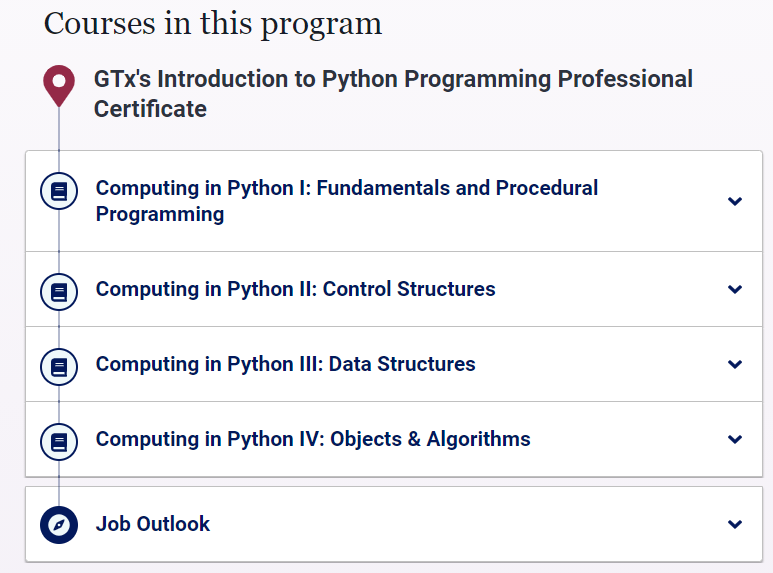 Courses in this program
GTx's Introduction to Python Programming Professional
Certificate
Computing in Python I: Fundamentals and Procedural
Programming
Computing in Python II: Control Structures
Computing in Python III: Data Structures
Computing in Python IV: Objects & Algorithms
Job Outlook